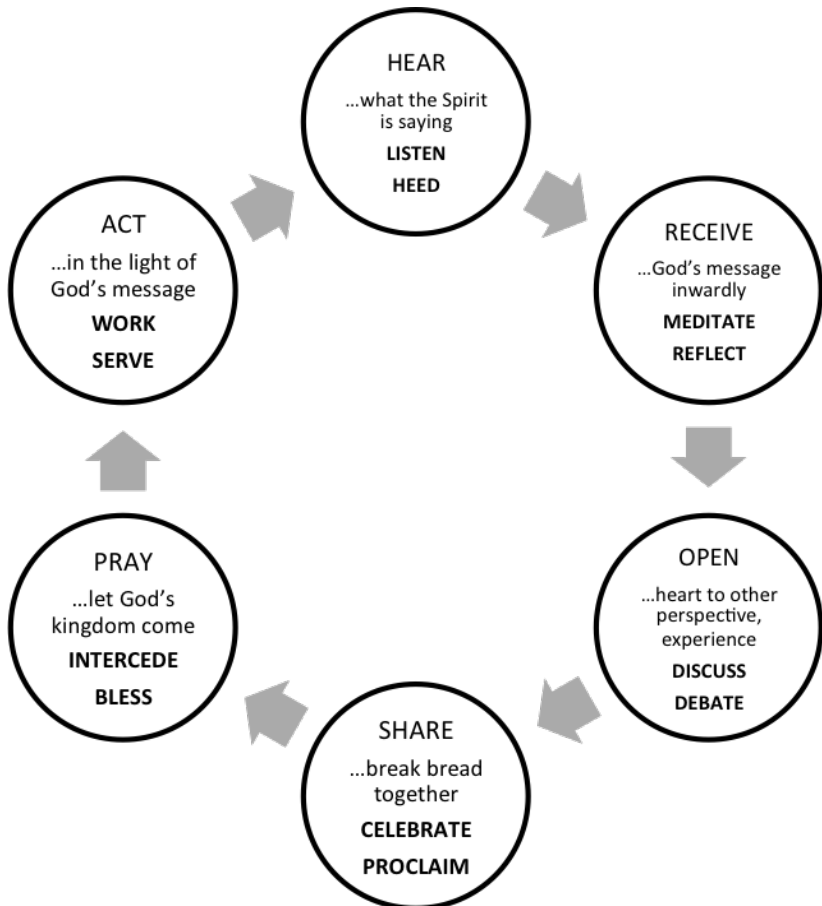 HEAR
...what the Spirit
is saying
LISTEN
HEED
RECEIVE
...God’s message
inwardly
MEDITATE
REFLECT
OPEN
...heart to other
perspective,
experience
DISCUSS
DEBATE
SHARE
...break bread
together
CELEBRATE
PROCLAIM
PRAY
...let God’s
kingdom come
INTERCEDE
BLESS
ACT
...in the light of
God’s message
WORK
SERVE